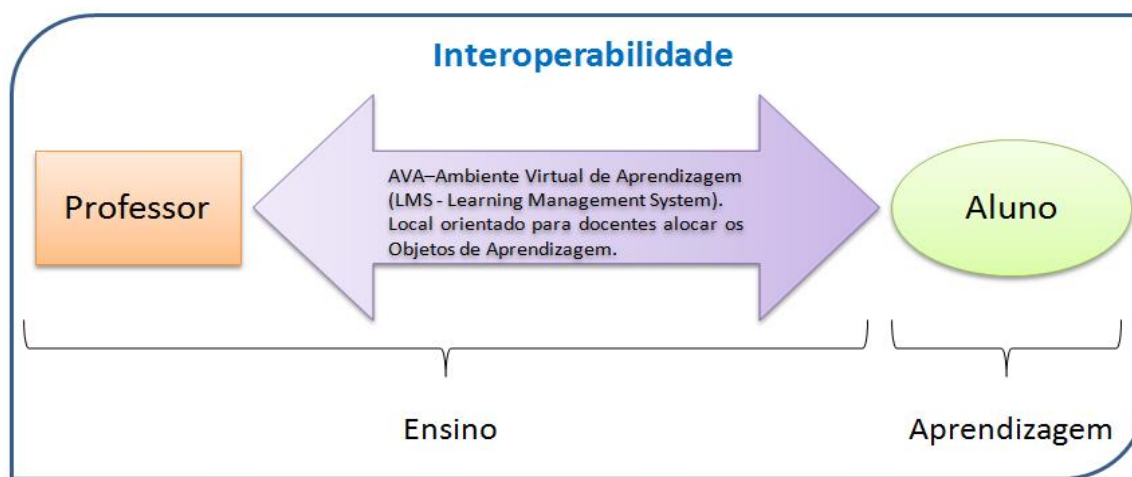 Interoperabilidade
Professor
AVA–Ambiente Virtual de Aprendizagem
(LMS - Learning Management System).
Local orientado para docentes alocar os
Objetos de Aprendizagem.
Aluno
Ensino
Aprendizagem